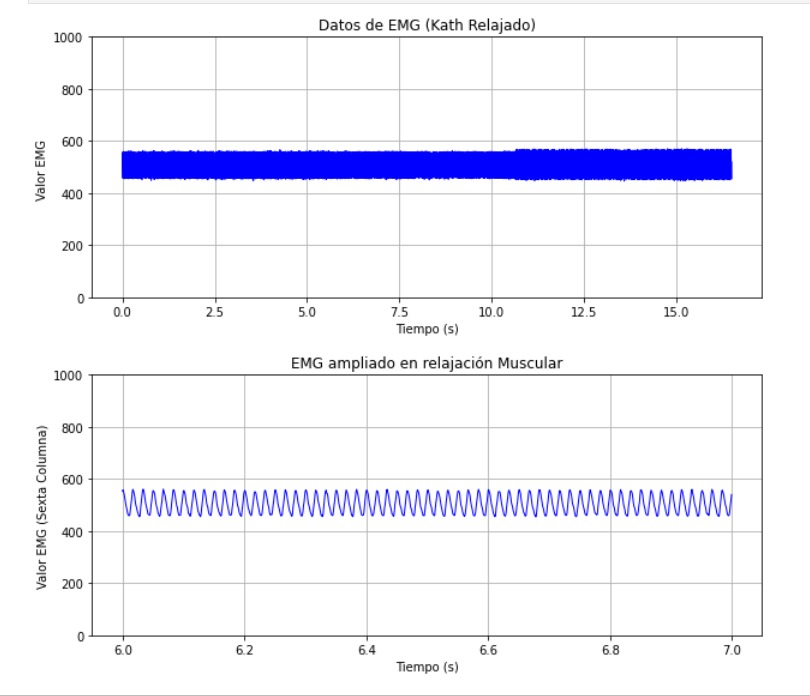 Datos de EMG (Kath Relajado)
1000
800
600
400
200
0
Valor EMG
0.0 2.5 5.0 7.5 10.0 12.5 15.0
Tiempo (s)
EMG ampliado en relajación Muscular
1000
800
600
400
200
0
Valor EMG (Sexta Columna)
6.0 6.2 6.4 6.6 6.8 7.0
Tiempo (s)